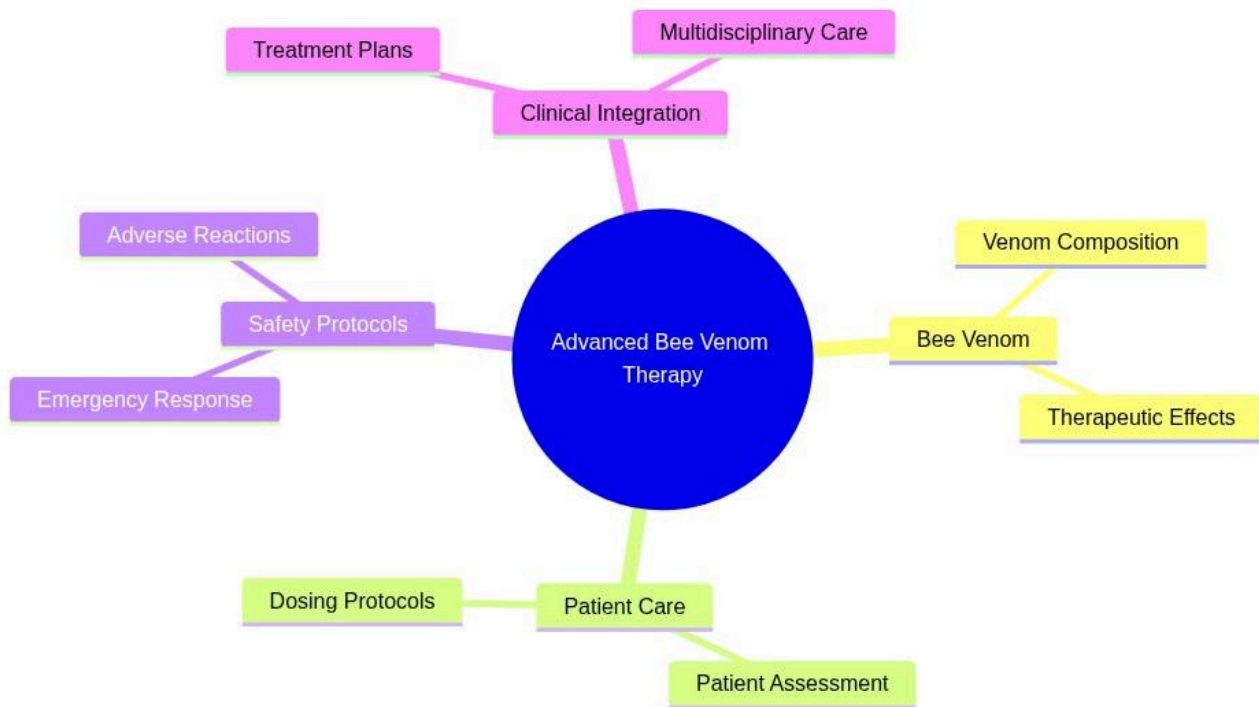 Multidisciplinary Care
Treatment Plans
Clinical Integration
Adverse Reactions
Venom Composition
Safety Protocols
Bee Venom
Advanced Bee Venom
Therapy
Emergency Response
Therapeutic Effects
Dosing Protocols
Patient Care
Patient Assessment